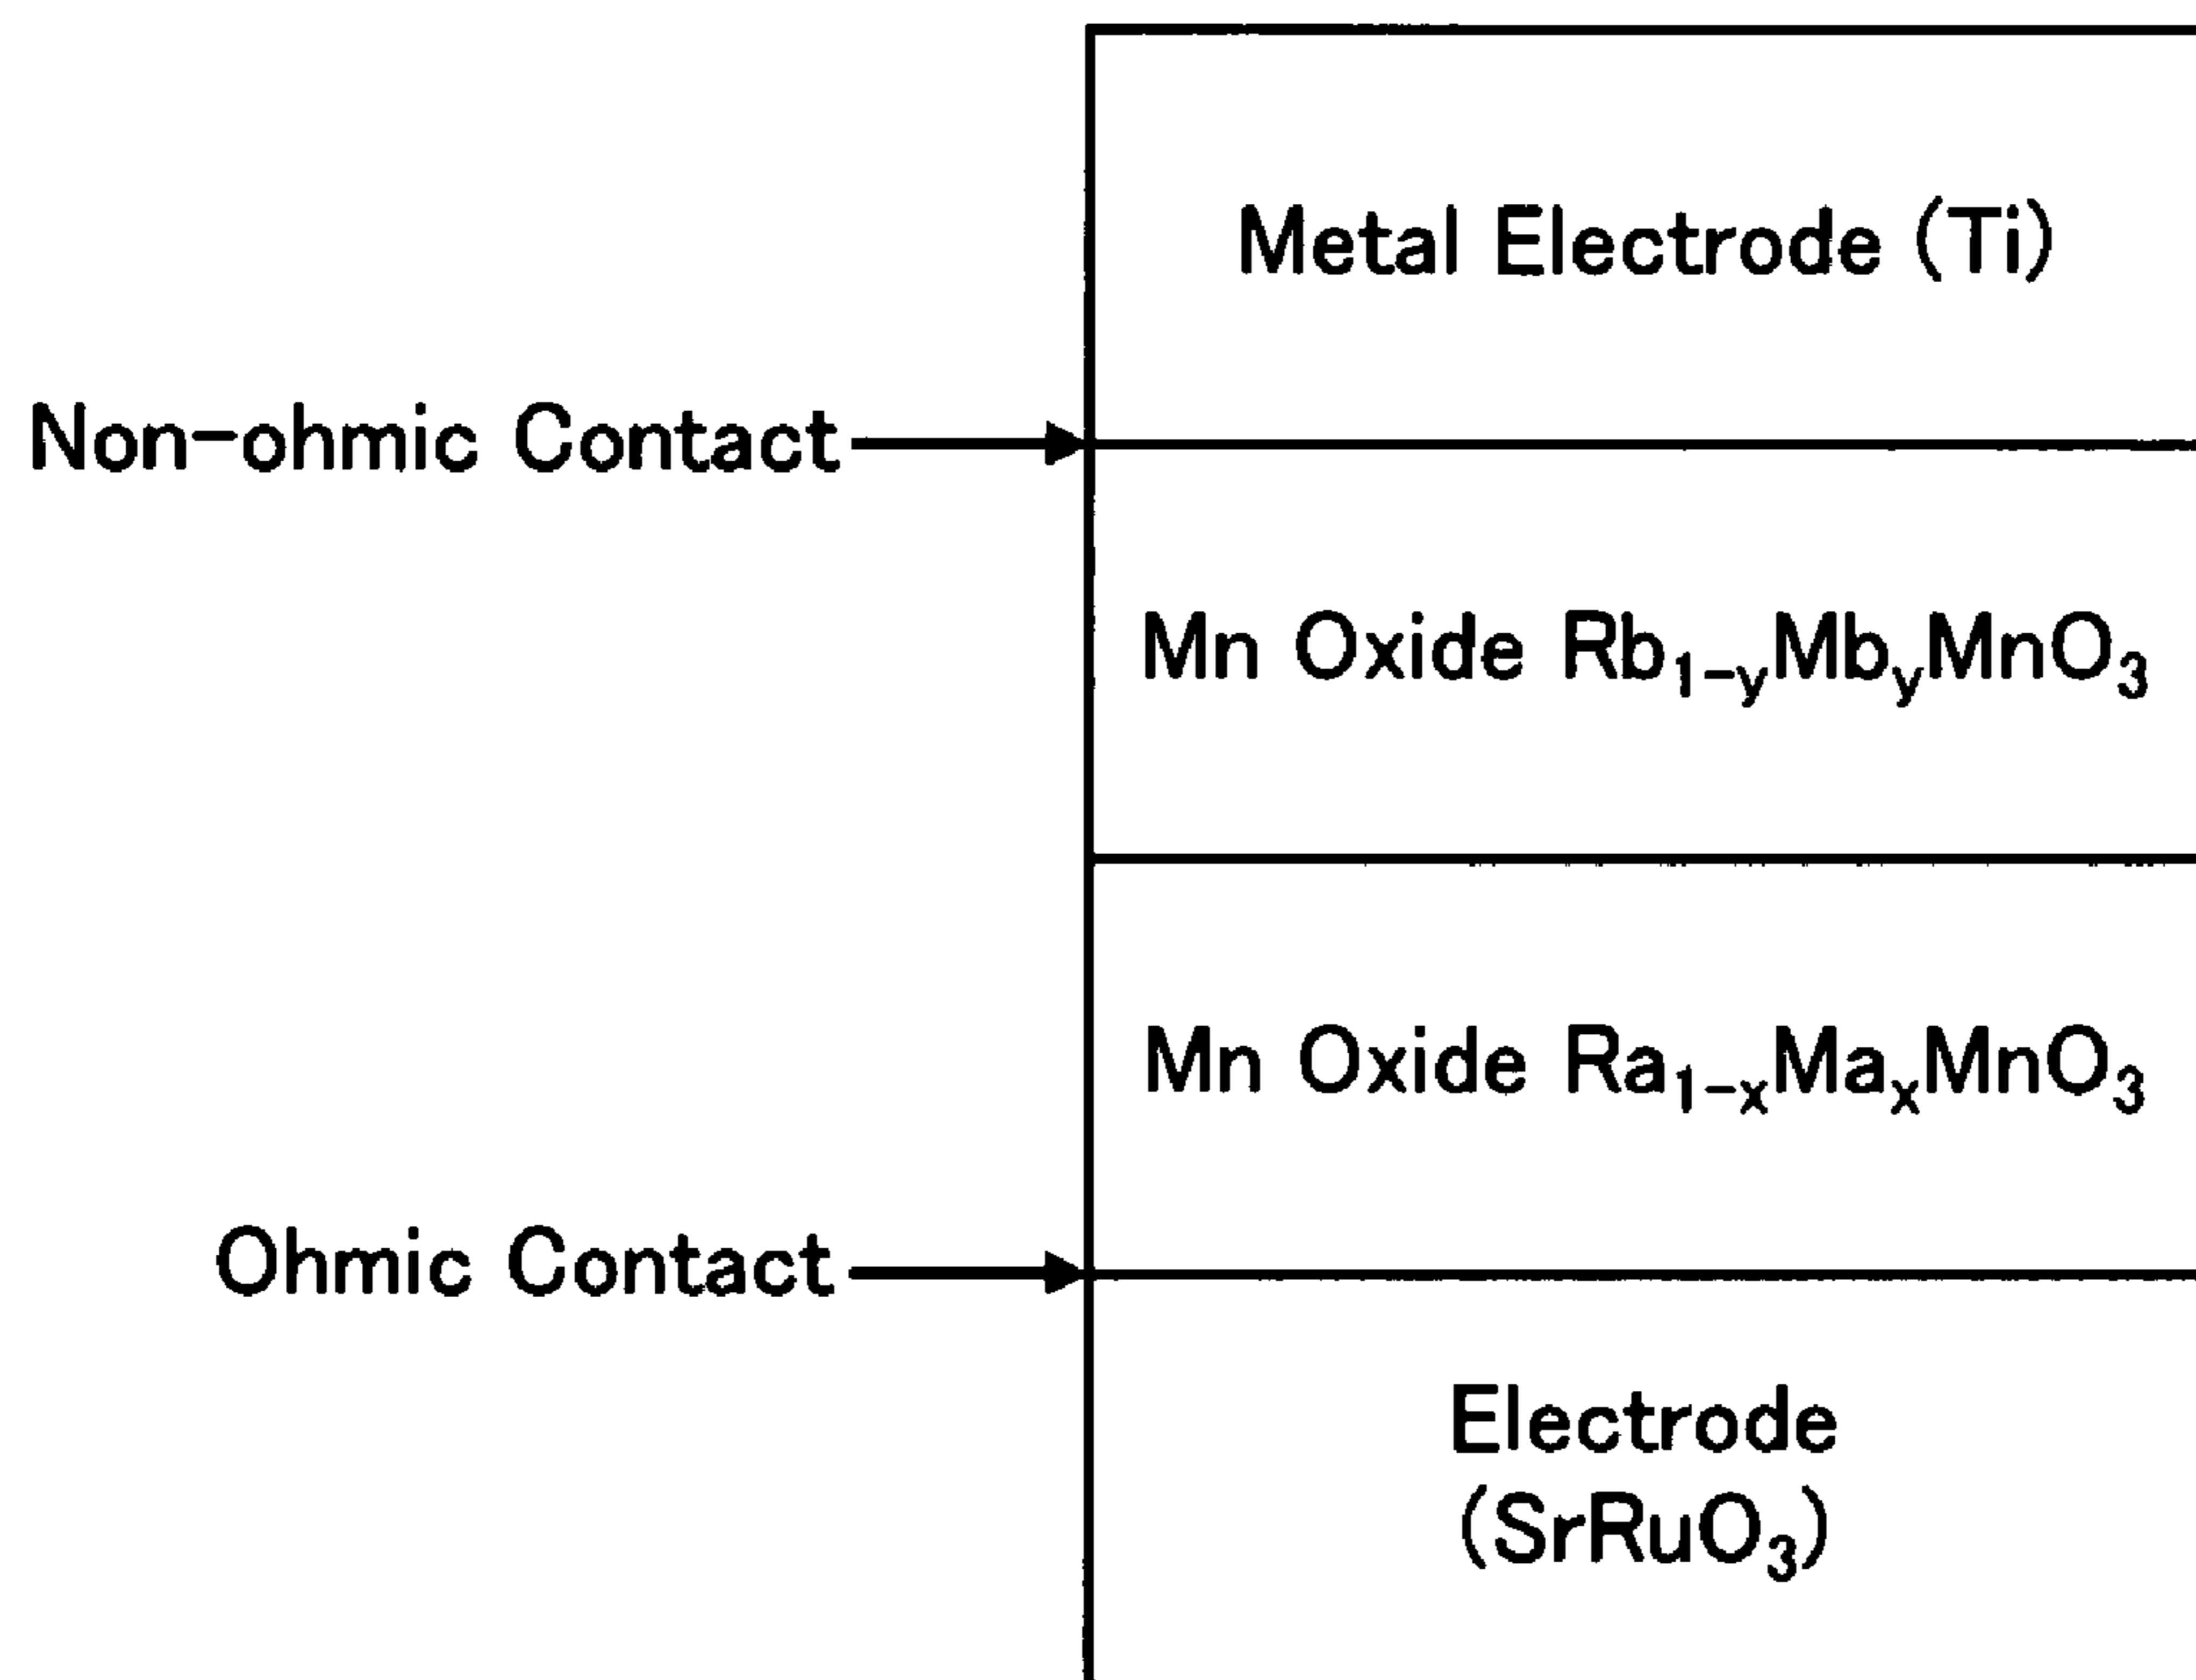 Metal Electrode (Ti)
Non-ohmic Contact
Mn Oxide Rb₁₋yMbyMnO₃
Mn Oxide Ra₁₋ₓMaₓMnO₃
Ohmic Contact
Electrode
(SrRuO₃)